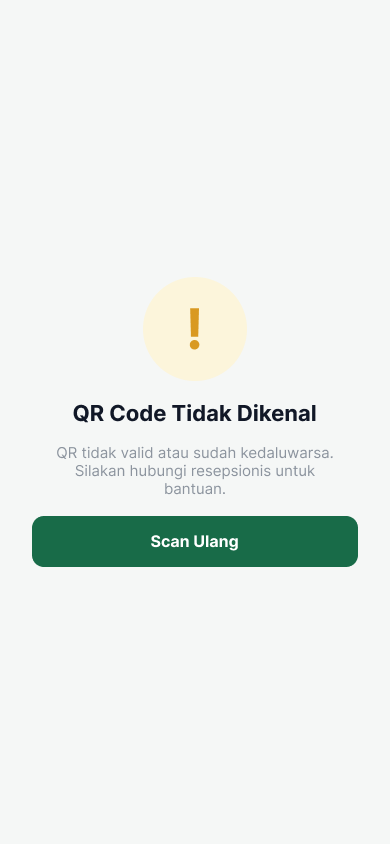 !
QR Code Tidak Dikenal
QR tidak valid atau sudah kedaluwarsa.
Silakan hubungi resepsionis untuk
bantuan.
Scan Ulang